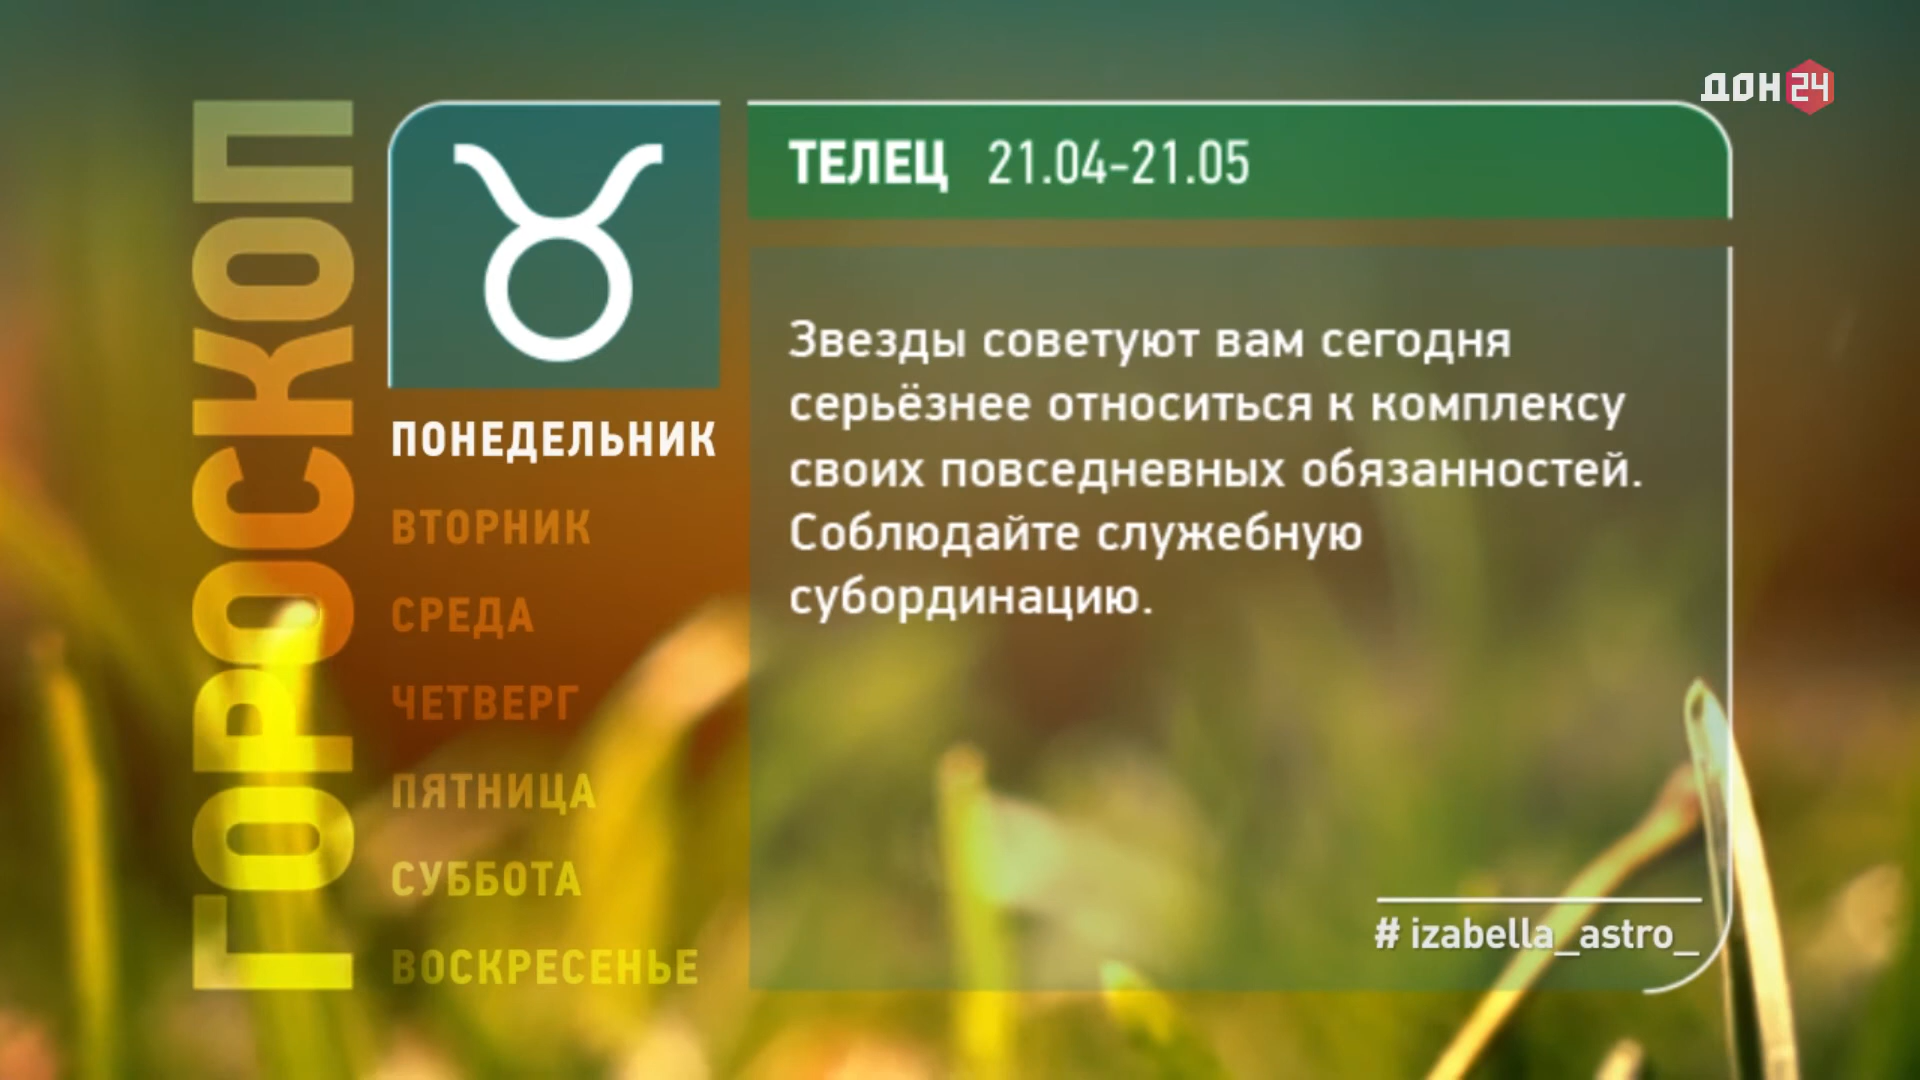 ДОН 24
ГОРОСКОП
ТЕЛЕЦ 21.04-21.05
ПОНЕДЕЛЬНИК
ВТОРНИК
СРЕДА
ЧЕТВЕРГ
ПЯТНИЦА
СУББОТА
ВОСКРЕСЕНЬЕ
Звезды советуют вам сегодня
серьёзнее относиться к комплексу
своих повседневных обязанностей.
Соблюдайте служебную
субординацию.
# izabella_astro_